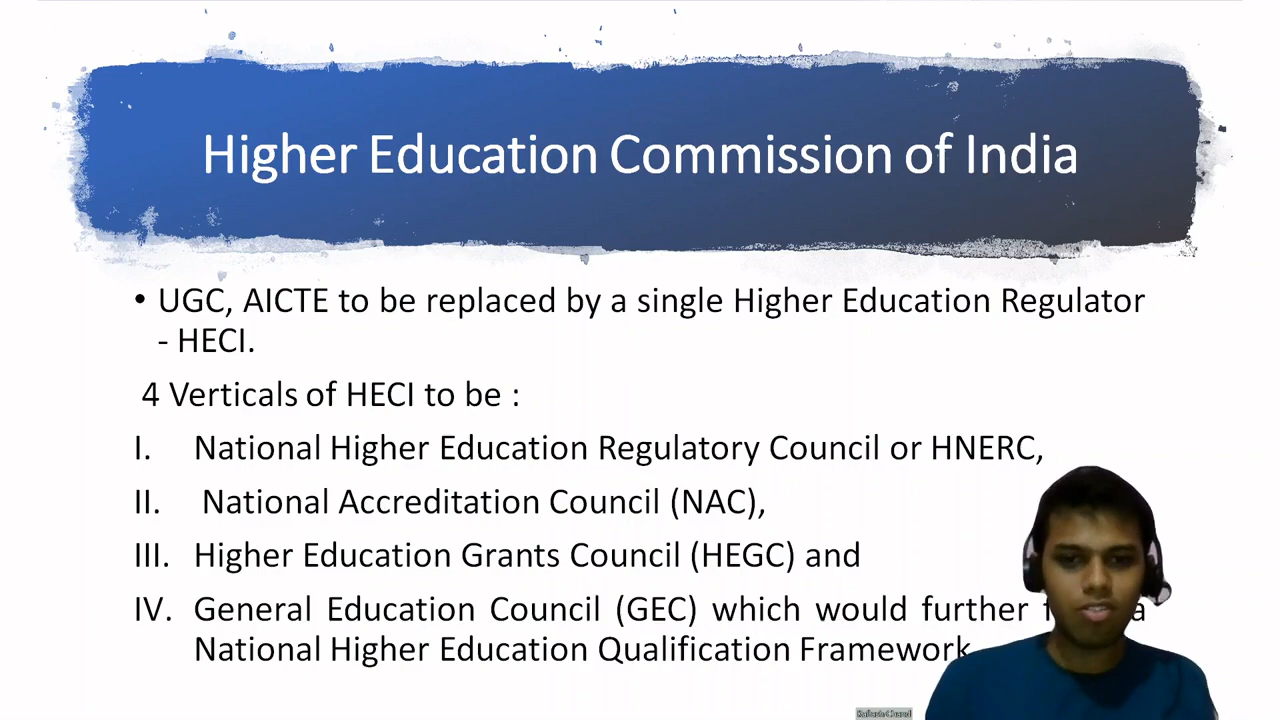 Higher Education Commission of India
• UGC, AICTE to be replaced by a single Higher Education Regulator
- HECI.
4 Verticals of HECI to be :
I. National Higher Education Regulatory Council or HNERC,
II. National Accreditation Council (NAC),
III. Higher Education Grants Council (HEGC) and
IV. General Education Council (GEC) which would further a
National Higher Education Qualification Framework